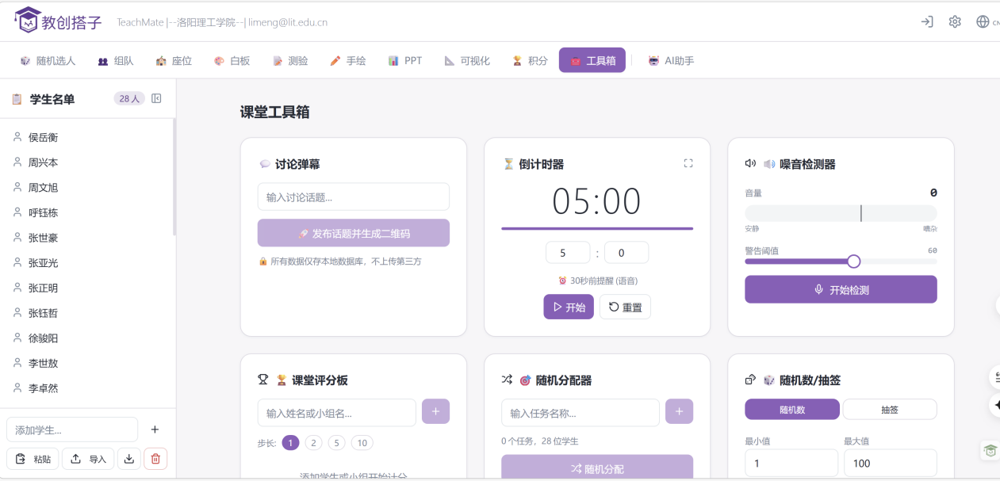 教创搭子 TeachMate |--洛阳理工学院--| limeng@lit.edu.cn CN
随机选人 组队 座位 白板 测验 手绘 PPT 可视化 积分 工具箱 AI助手
学生名单 28 人
侯岳衡
周兴本
周文旭
呼钰栋
张世豪
张亚光
张正明
张钰哲
徐骏阳
李世敖
李卓然
添加学生...
粘贴 导入
课堂工具箱
讨论弹幕
输入讨论话题...
发布话题并生成二维码
所有数据仅存本地数据库，不上传第三方
倒计时器
05:00
5 : 0
30秒前提醒 (语音)
开始 重置
噪音检测器
音量 0
安静 嘈杂
警告阈值 60
开始检测
课堂评分板
输入姓名或小组名...
步长: 1 2 5 10
添加学生或小组开始计分
随机分配器
输入任务名称...
0 个任务，28 位学生
随机分配
随机数/抽签
随机数 抽签
最小值 最大值
1 100